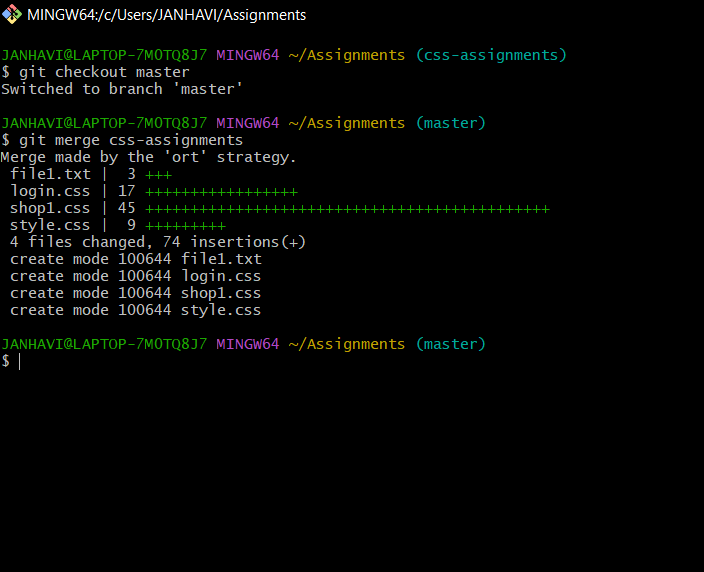 MINGW64:/c/Users/JANHAVI/Assignments
JANHAVI@LAPTOP-7M0TQ8J7 MINGW64 ~/Assignments (css-assignments)
$ git checkout master
Switched to branch 'master'
JANHAVI@LAPTOP-7M0TQ8J7 MINGW64 ~/Assignments (master)
$ git merge css-assignments
Merge made by the 'ort' strategy.
 file1.txt |  3 +++
 login.css | 17 +++++++++++++++++
 shop1.css | 45 +++++++++++++++++++++++++++++++++++++++++++++
 style.css |  9 +++++++++
 4 files changed, 74 insertions(+)
 create mode 100644 file1.txt
 create mode 100644 login.css
 create mode 100644 shop1.css
 create mode 100644 style.css
JANHAVI@LAPTOP-7M0TQ8J7 MINGW64 ~/Assignments (master)
$